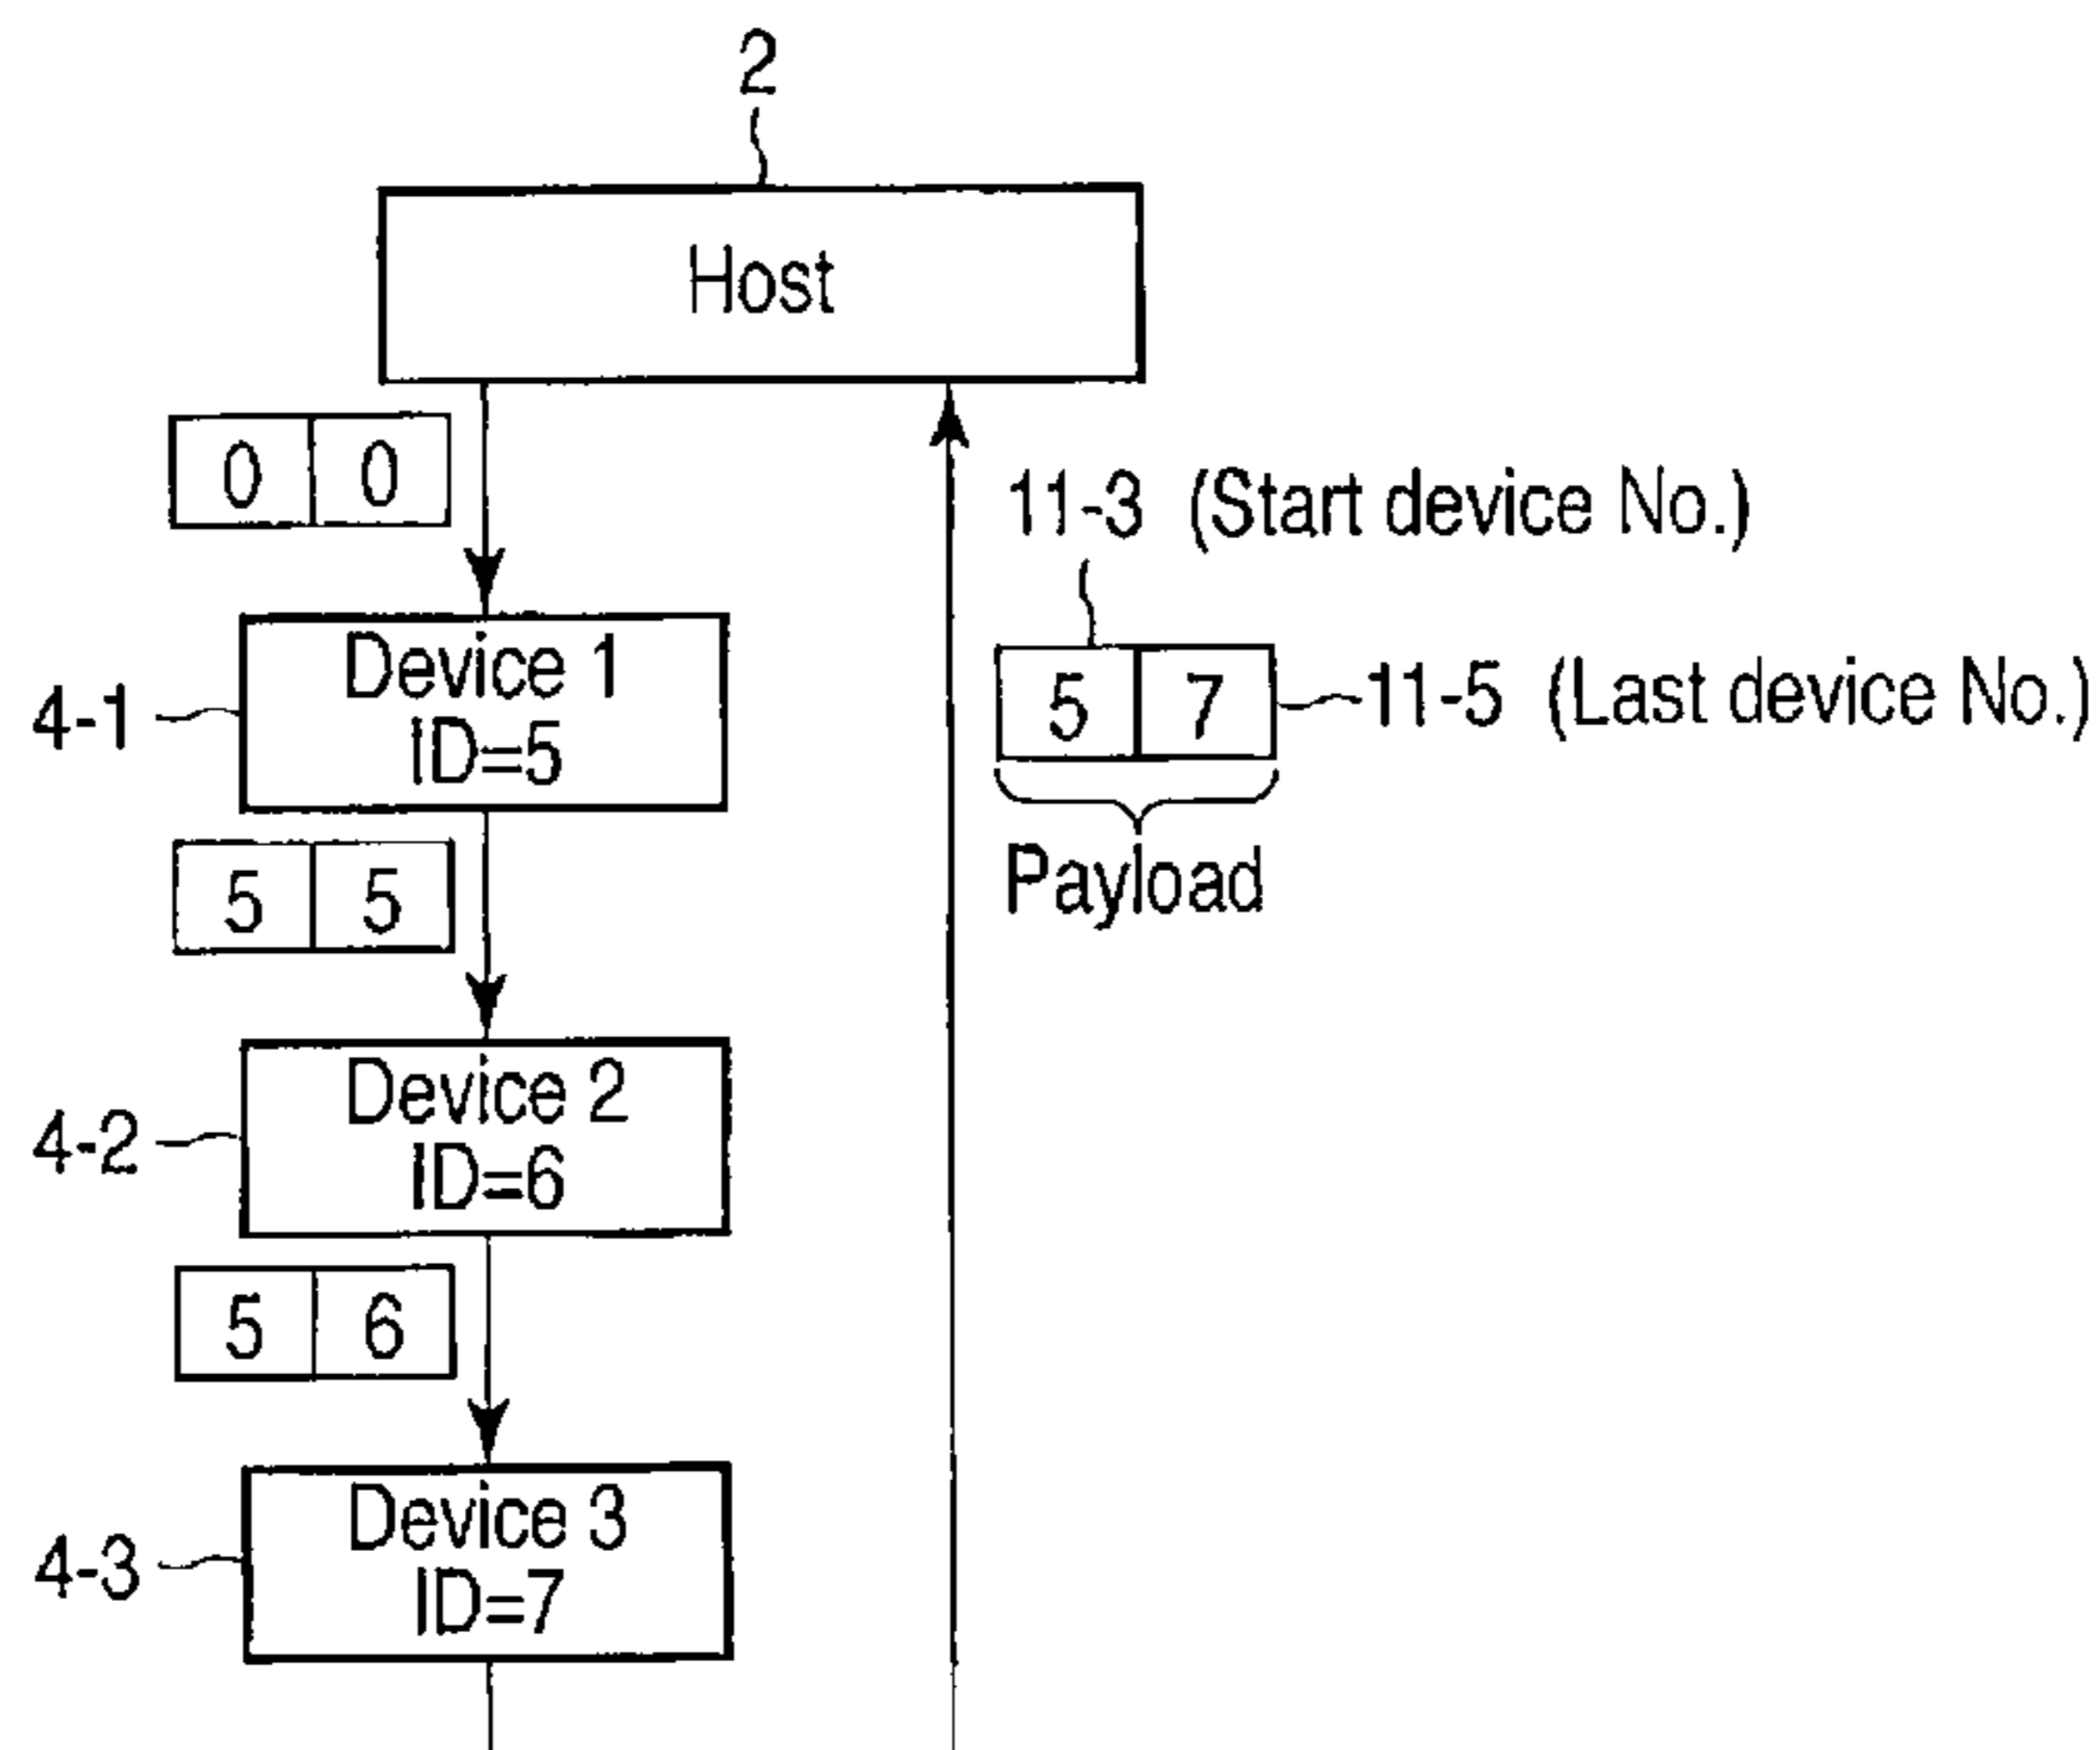 2
Host
0 0
11-3 (Start device No.)
Device 1
ID=5
4-1
5 7
11-5 (Last device No.)
Payload
5 5
Device 2
ID=6
4-2
5 6
Device 3
ID=7
4-3